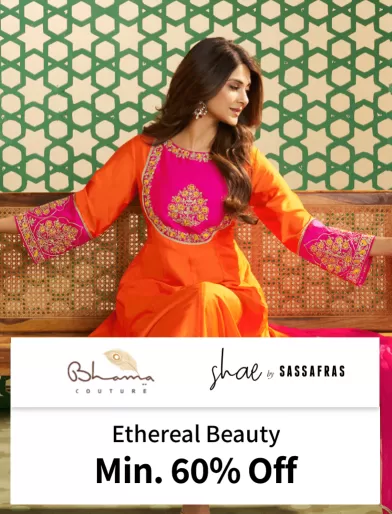 Bhama
COUTURE
shae by SASSAFRAS
Ethereal Beauty
Min. 60% Off